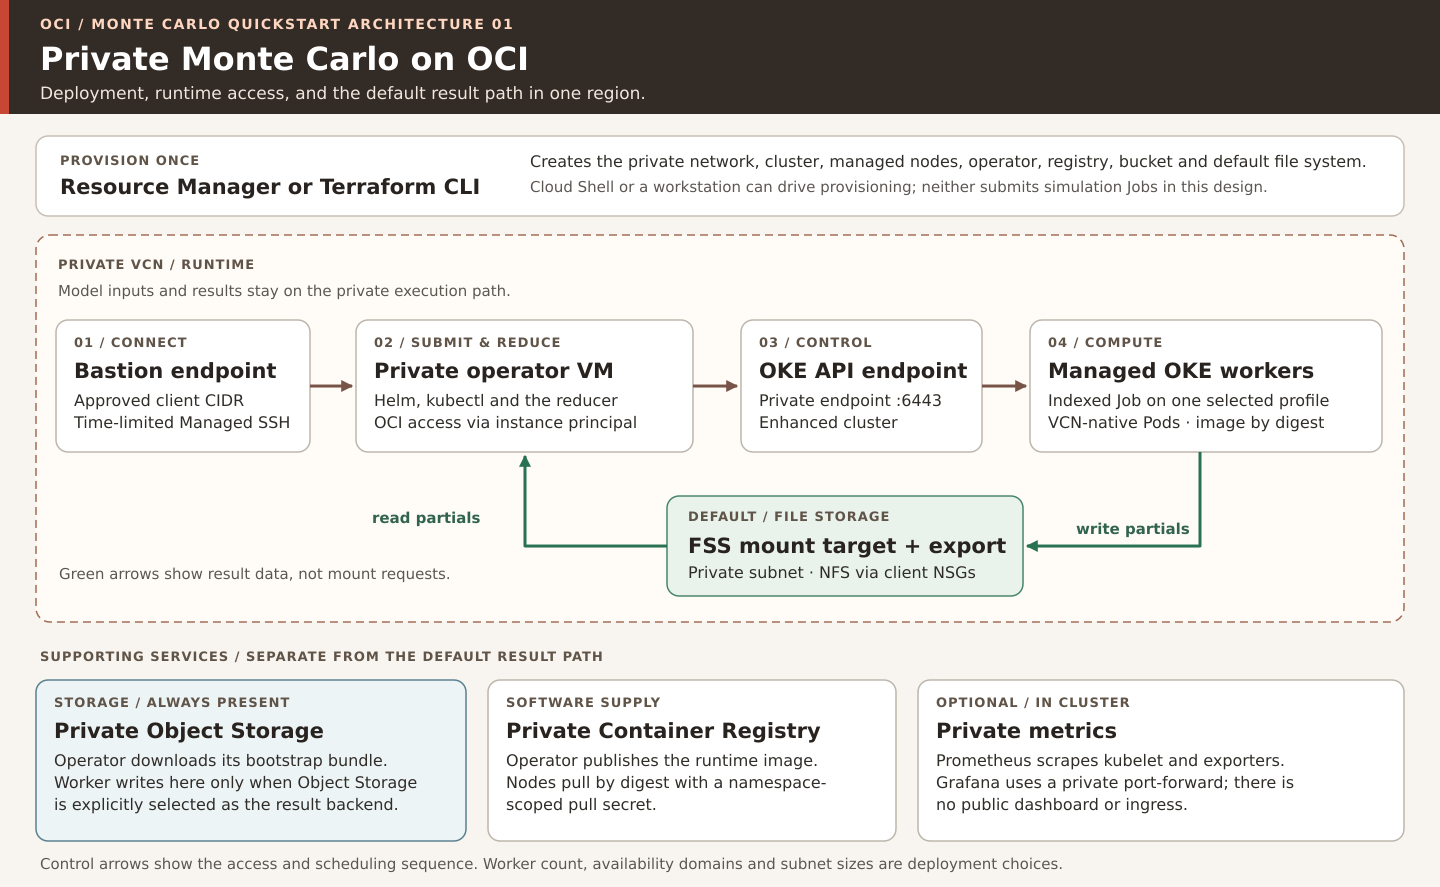 OCI / MONTE CARLO QUICKSTART ARCHITECTURE 01
Private Monte Carlo on OCI
Deployment, runtime access, and the default result path in one region.
PROVISION ONCE
Resource Manager or Terraform CLI
Creates the private network, cluster, managed nodes, operator, registry, bucket and default file system.
Cloud Shell or a workstation can drive provisioning; neither submits simulation Jobs in this design.
PRIVATE VCN / RUNTIME
Model inputs and results stay on the private execution path.
01 / CONNECT
Bastion endpoint
Approved client CIDR
Time-limited Managed SSH
02 / SUBMIT & REDUCE
Private operator VM
Helm, kubectl and the reducer
OCI access via instance principal
03 / CONTROL
OKE API endpoint
Private endpoint :6443
Enhanced cluster
04 / COMPUTE
Managed OKE workers
Indexed Job on one selected profile
VCN-native Pods · image by digest
read partials
DEFAULT / FILE STORAGE
FSS mount target + export
Private subnet · NFS via client NSGs
write partials
Green arrows show result data, not mount requests.
SUPPORTING SERVICES / SEPARATE FROM THE DEFAULT RESULT PATH
STORAGE / ALWAYS PRESENT
Private Object Storage
Operator downloads its bootstrap bundle.
Worker writes here only when Object Storage
is explicitly selected as the result backend.
SOFTWARE SUPPLY
Private Container Registry
Operator publishes the runtime image.
Nodes pull by digest with a namespace-
scoped pull secret.
OPTIONAL / IN CLUSTER
Private metrics
Prometheus scrapes kubelet and exporters.
Grafana uses a private port-forward; there is
no public dashboard or ingress.
Control arrows show the access and scheduling sequence. Worker count, availability domains and subnet sizes are deployment choices.